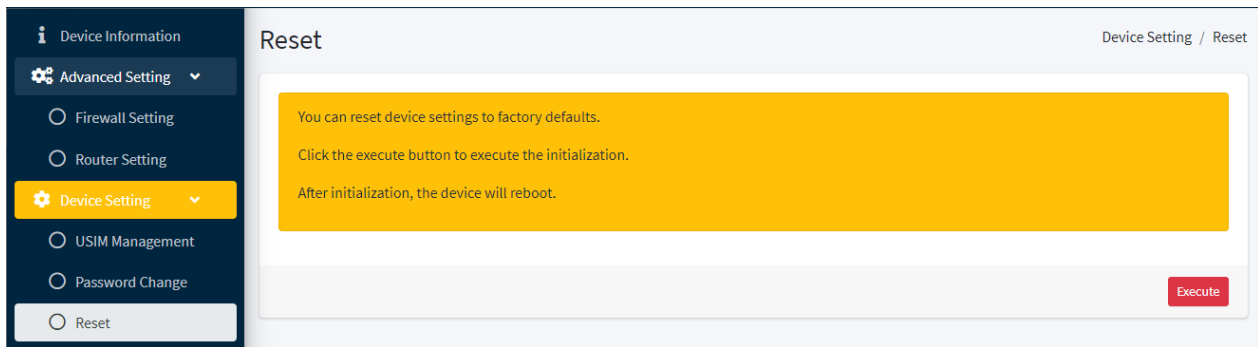 Device Information
Advanced Setting
Firewall Setting
Router Setting
Device Setting
USIM Management
Password Change
Reset
Reset
Device Setting / Reset
You can reset device settings to factory defaults.
Click the execute button to execute the initialization.
After initialization, the device will reboot.
Execute